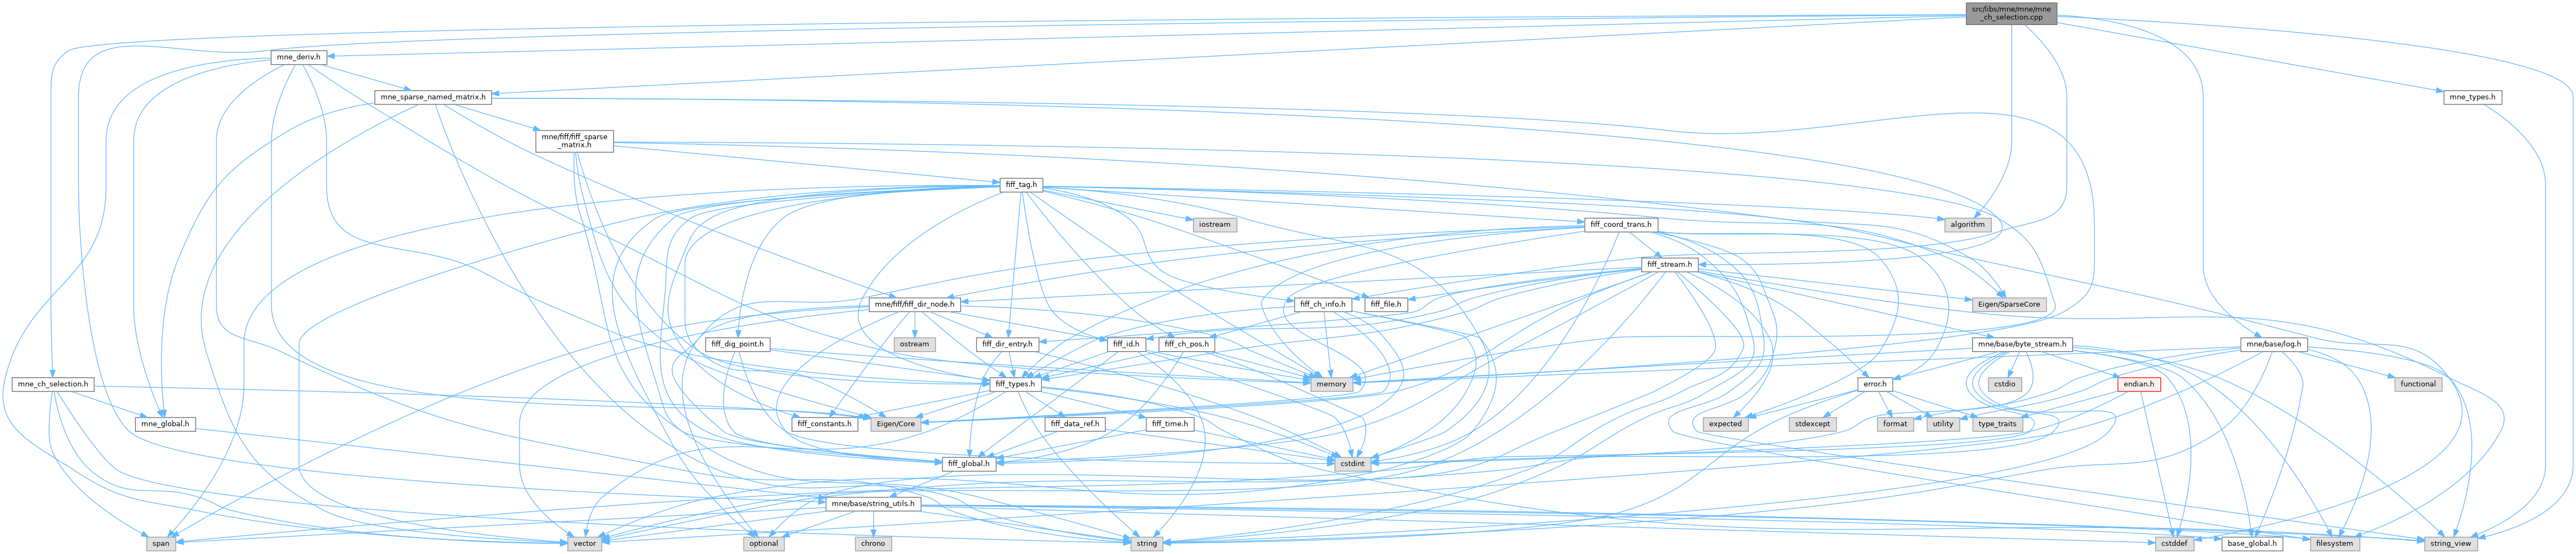 src/libs/mne/mne/mne
_ch_selection.cpp
mne_deriv.h
mne_sparse_named_matrix.h
mne_types.h
mne/fiff/fiff_sparse
_matrix.h
fiff_tag.h
iostream
fiff_coord_trans.h
algorithm
fiff_stream.h
mne/fiff/fiff_dir_node.h
fiff_ch_info.h
fiff_file.h
Eigen/SparseCore
fiff_dig_point.h
ostream
fiff_dir_entry.h
fiff_id.h
fiff_ch_pos.h
mne/base/byte_stream.h
mne/base/log.h
mne_ch_selection.h
fiff_types.h
memory
error.h
cstdio
endian.h
functional
mne_global.h
fiff_constants.h
Eigen/Core
fiff_data_ref.h
fiff_time.h
expected
stdexcept
format
utility
type_traits
fiff_global.h
cstdint
mne/base/string_utils.h
span
vector
optional
chrono
string
cstddef
base_global.h
filesystem
string_view